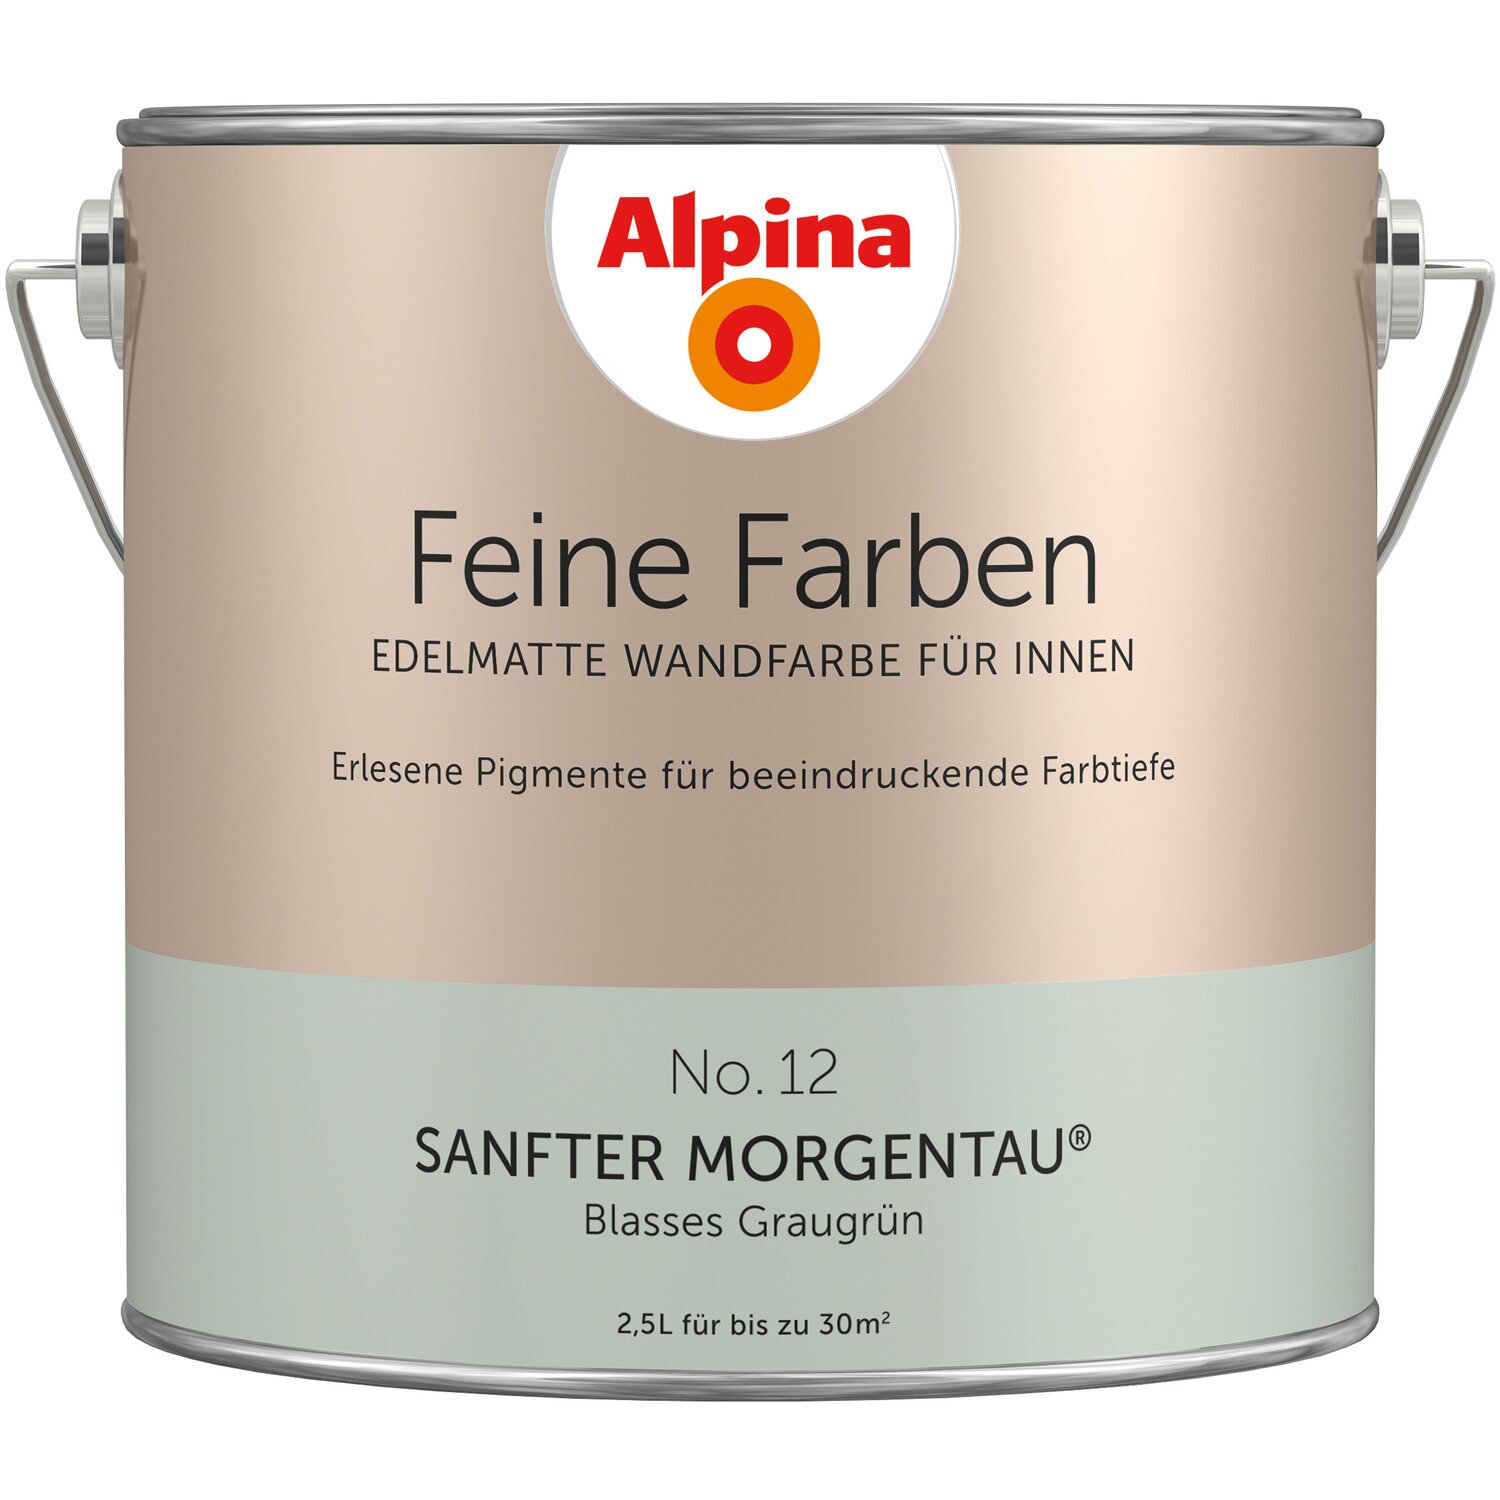 Alpina
Feine Farben
EDELMATTE WANDFARBE FÜR INNEN
Erlesene Pigmente für beeindruckende Farbtiefe
No. 12
SANFTER MORGENTAU®
Blasses Graugrün
2,5L für bis zu 30m²